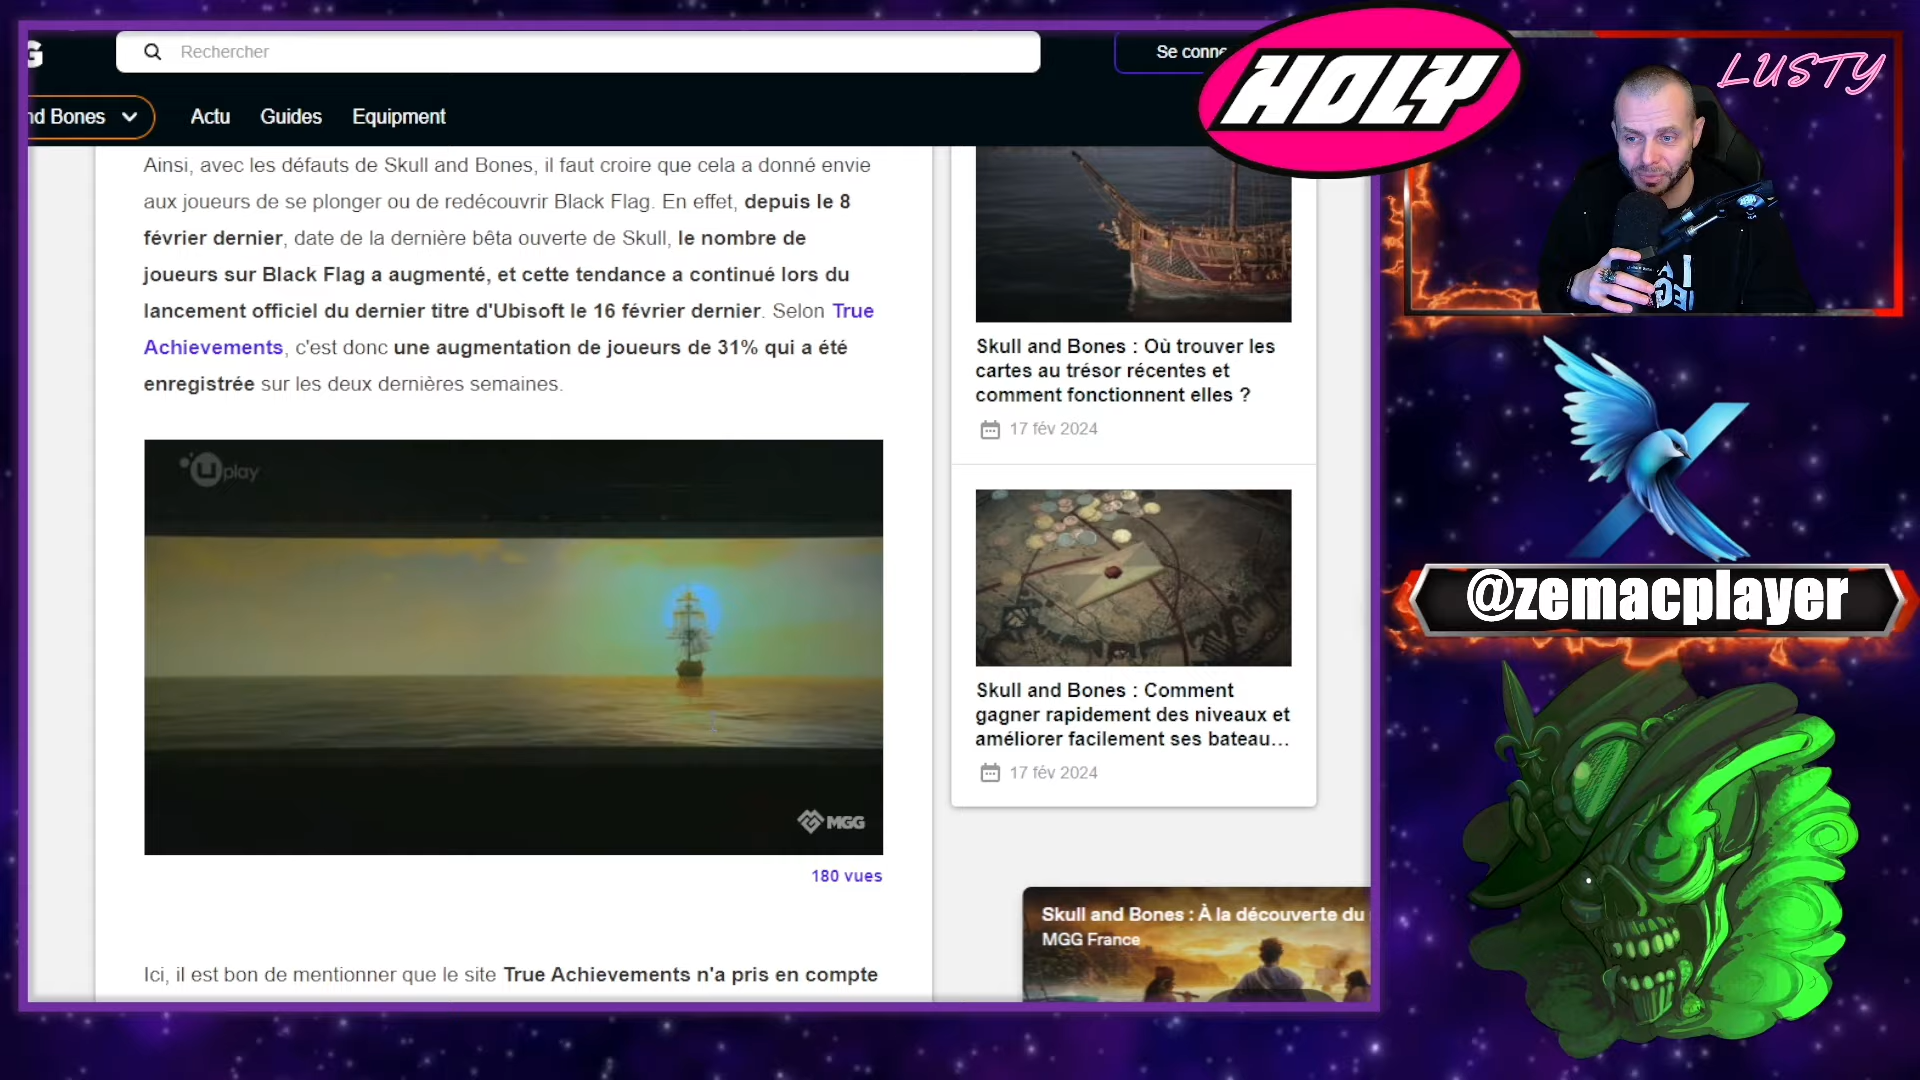 G
Rechercher
Se conne
HOLY
LUSTY
nd Bones
Actu
Guides
Equipment
Ainsi, avec les défauts de Skull and Bones, il faut croire que cela a donné envie
aux joueurs de se plonger ou de redécouvrir Black Flag. En effet, depuis le 8
février dernier, date de la dernière bêta ouverte de Skull, le nombre de
joueurs sur Black Flag a augmenté, et cette tendance a continué lors du
lancement officiel du dernier titre d'Ubisoft le 16 février dernier. Selon True
Achievements, c'est donc une augmentation de joueurs de 31% qui a été
enregistrée sur les deux dernières semaines.
uplay
MGG
180 vues
Ici, il est bon de mentionner que le site True Achievements n'a pris en compte
Skull and Bones : Où trouver les
cartes au trésor récentes et
comment fonctionnent elles ?
17 fév 2024
Skull and Bones : Comment
gagner rapidement des niveaux et
améliorer facilement ses bateau...
17 fév 2024
Skull and Bones : À la découverte du
MGG France
@zemacplayer